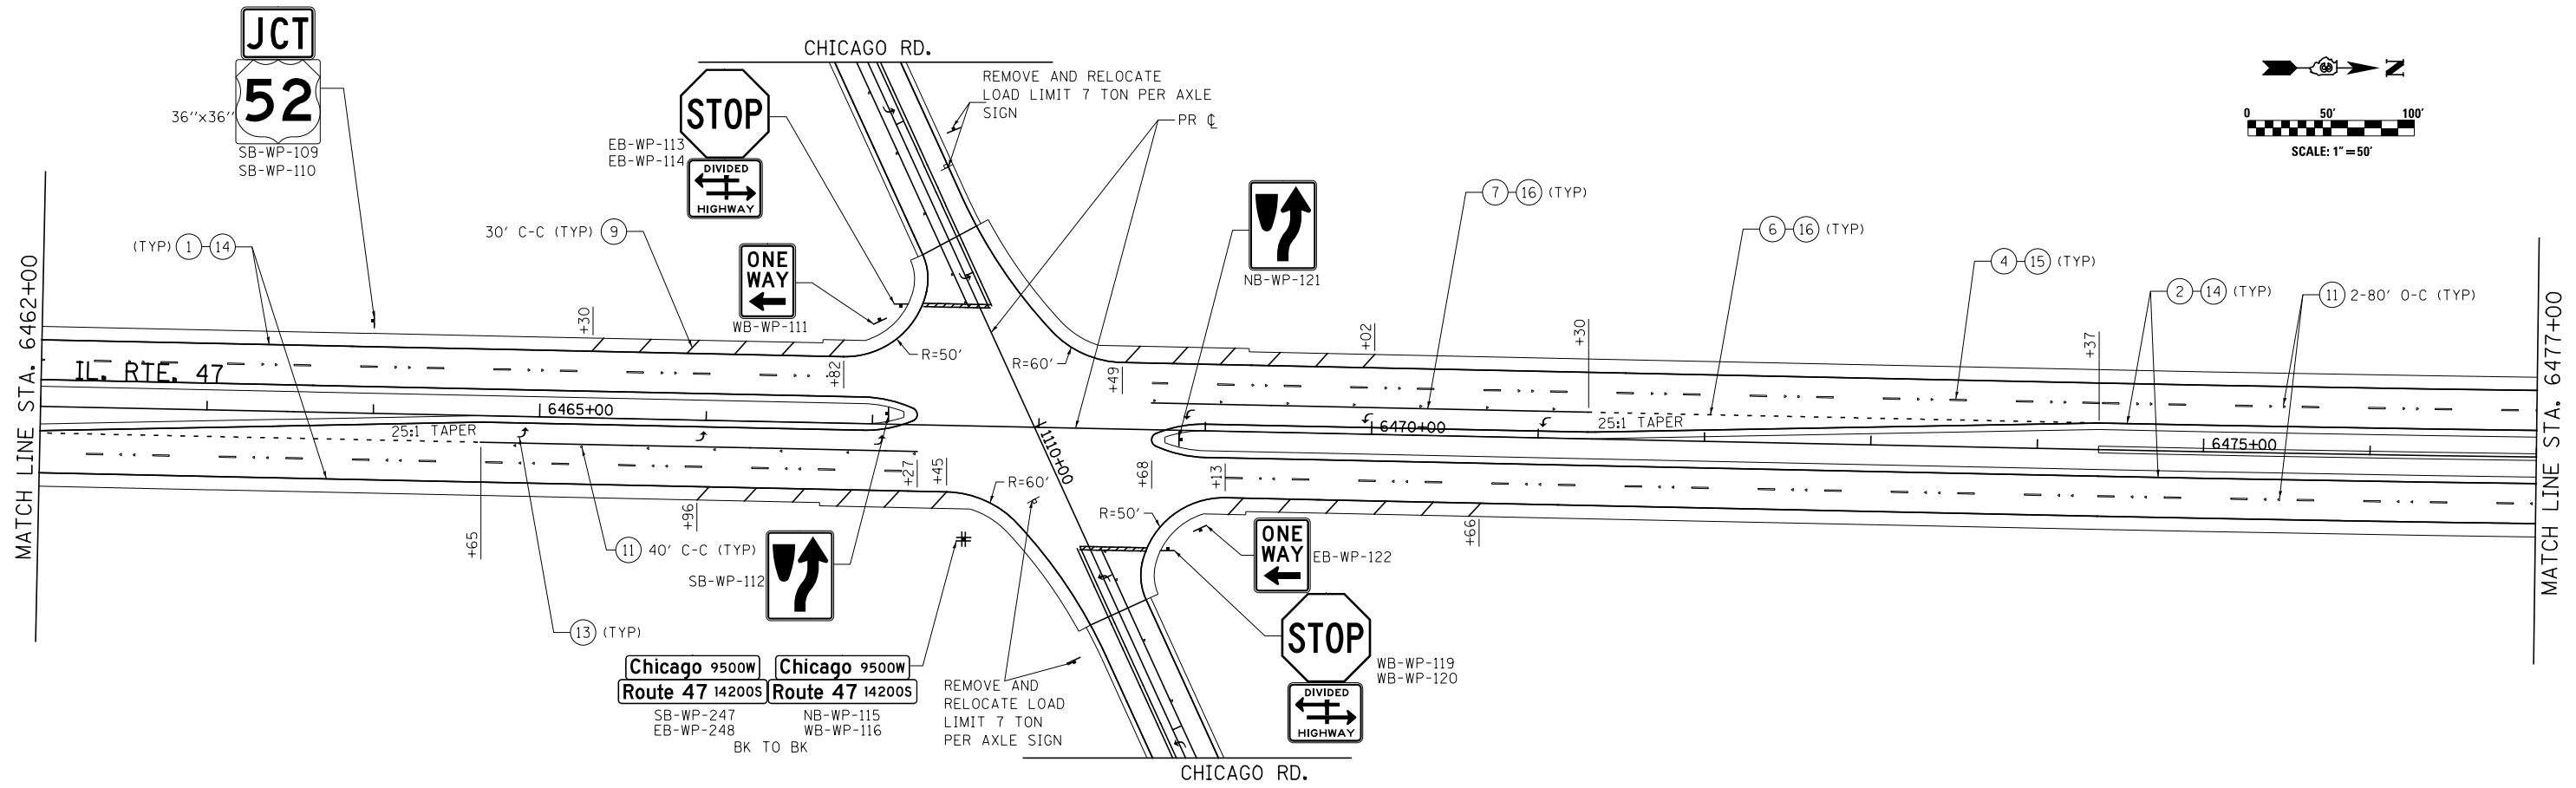 JCT
52
36"x36"
SB-WP-109
SB-WP-110
CHICAGO RD.
STOP
EB-WP-113
EB-WP-114
DIVIDED
HIGHWAY
REMOVE AND RELOCATE
LOAD LIMIT 7 TON PER AXLE
SIGN
PR ℄
N
0 50' 100'
SCALE: 1" = 50'
MATCH LINE STA. 6462+00
(TYP) 1 14
30' C-C (TYP) 9
ONE
WAY
WB-WP-111
NB-WP-121
7 16 (TYP)
6 16 (TYP)
4 15 (TYP)
2 14 (TYP)
11 2-80' O-C (TYP)
MATCH LINE STA. 6477+00
+30
+82
R=50'
R=60'
+49
+02
+30
+37
IL. RTE. 47
6465+00
25:1 TAPER
1110+00
6470+00
25:1 TAPER
6475+00
+65
+96
+27
+45
R=60'
+68
+13
R=50'
+66
11 40' C-C (TYP)
SB-WP-112
13 (TYP)
ONE
WAY
EB-WP-122
STOP
WB-WP-119
WB-WP-120
DIVIDED
HIGHWAY
Chicago 9500W
Route 47 14200S
SB-WP-247
EB-WP-248
Chicago 9500W
Route 47 14200S
NB-WP-115
WB-WP-116
BK TO BK
REMOVE AND
RELOCATE LOAD
LIMIT 7 TON
PER AXLE SIGN
CHICAGO RD.